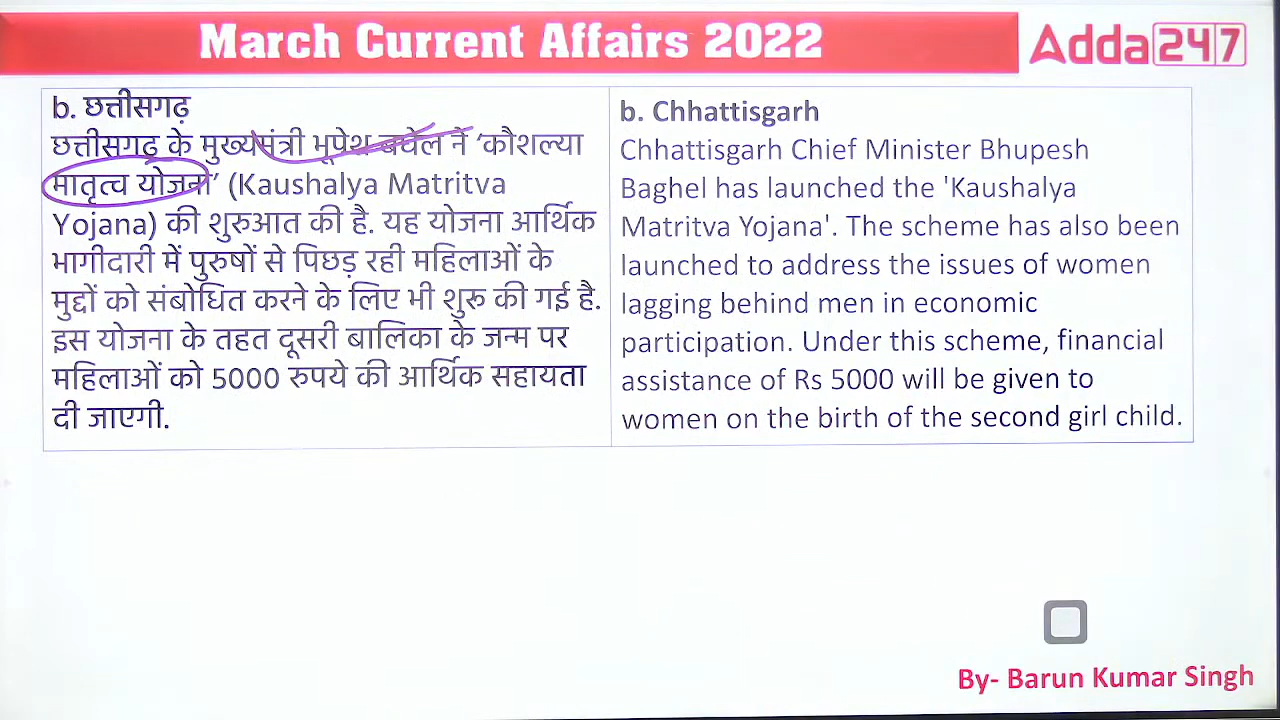 March Current Affairs 2022
Adda247
b. छत्तीसगढ़
छत्तीसगढ़ के मुख्यमंत्री भूपेश बघेल ने ‘कौशल्या
मातृत्व योजना’ (Kaushalya Matritva
Yojana) की शुरुआत की है. यह योजना आर्थिक
भागीदारी में पुरुषों से पिछड़ रही महिलाओं के
मुद्दों को संबोधित करने के लिए भी शुरू की गई है.
इस योजना के तहत दूसरी बालिका के जन्म पर
महिलाओं को 5000 रुपये की आर्थिक सहायता
दी जाएगी.
b. Chhattisgarh
Chhattisgarh Chief Minister Bhupesh
Baghel has launched the 'Kaushalya
Matritva Yojana'. The scheme has also been
launched to address the issues of women
lagging behind men in economic
participation. Under this scheme, financial
assistance of Rs 5000 will be given to
women on the birth of the second girl child.
By- Barun Kumar Singh